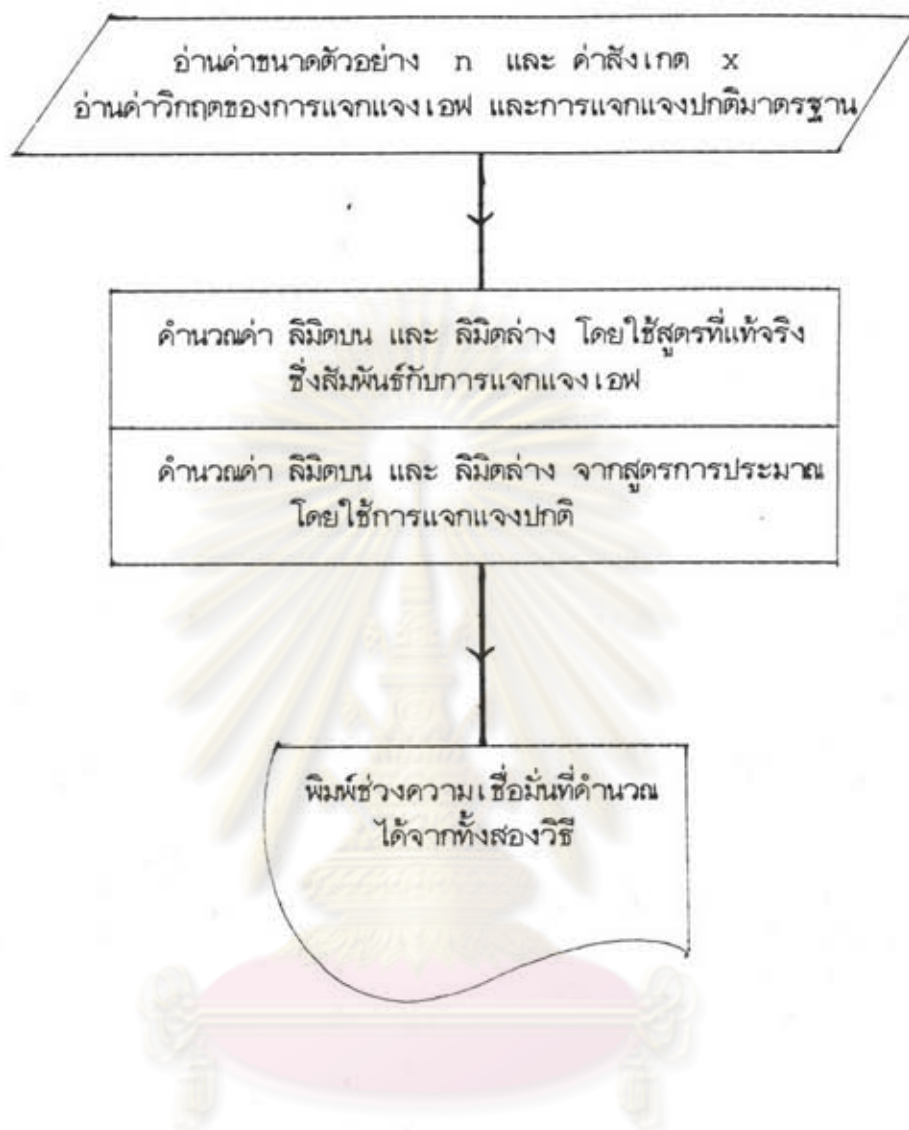 อ่านค่าขนาดตัวอย่าง n และ ค่าสังเกต x
อ่านค่าวิกฤตของการแจกแจงเอฟ และการแจกแจงปกติมาตรฐาน
คำนวณค่า ลิมิตบน และ ลิมิตล่าง โดยใช้สูตรที่แท้จริง
ซึ่งสัมพันธ์กับการแจกแจงเอฟ
คำนวณค่า ลิมิตบน และ ลิมิตล่าง จากสูตรการประมาณ
โดยใช้การแจกแจงปกติ
พิมพ์ช่วงความเชื่อมั่นที่คำนวณ
ได้จากทั้งสองวิธี